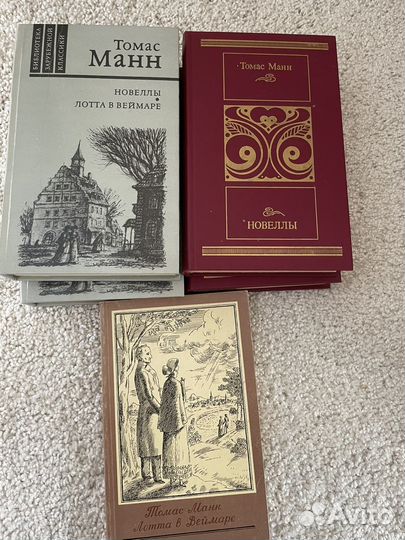 БИБЛИОТЕКА
ЗАРУБЕЖНОЙ
КЛАССИКИ
Томас
Манн
НОВЕЛЛЫ
ЛОТТА В ВЕЙМАРЕ
Томас Манн
НОВЕЛЛЫ
Томас Манн
Лотта в Веймаре
Avito